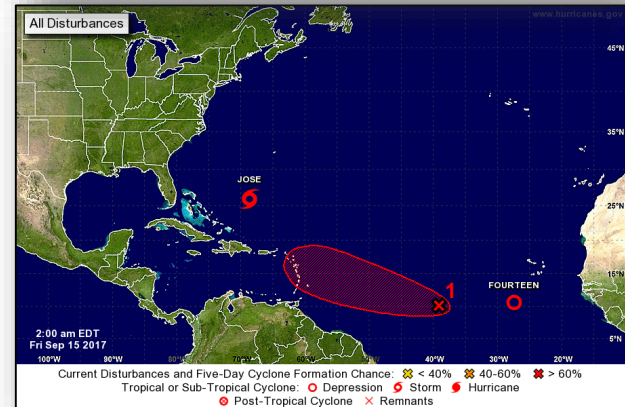 All Disturbances
www.hurricanes.gov
45°N
35°N
JOSE
25°N
1
FOURTEEN
15°N
5°N
2:00 am EDT
Fri Sep 15 2017
100°W 90°W 80°W 70°W 60°W 50°W 40°W 30°W 20°W
Current Disturbances and Five-Day Cyclone Formation Chance: < 40% 40-60% > 60%
Tropical or Sub-Tropical Cyclone: Depression Storm Hurricane
Post-Tropical Cyclone Remnants